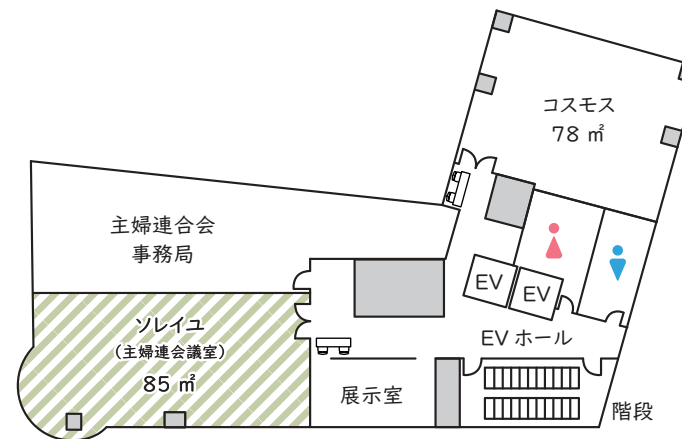 コスモス
78 ㎡
主婦連合会
事務局
EV
EV
ソレイユ
(主婦連会議室)
85 ㎡
EV ホール
展示室
階段